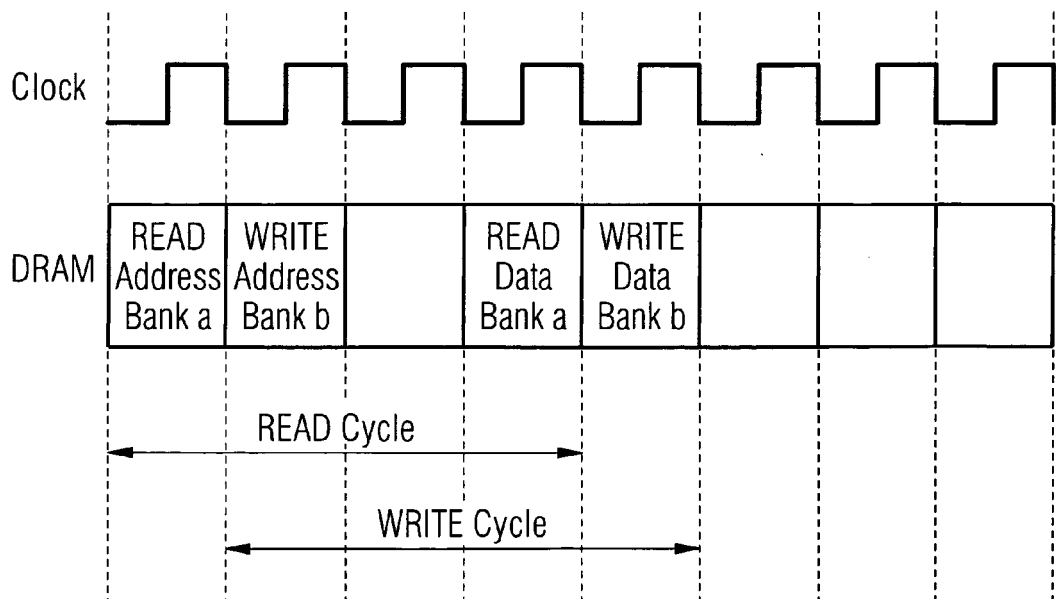 Clock
DRAM
READ
Address
Bank a
WRITE
Address
Bank b
READ
Data
Bank a
WRITE
Data
Bank b
READ Cycle
WRITE Cycle